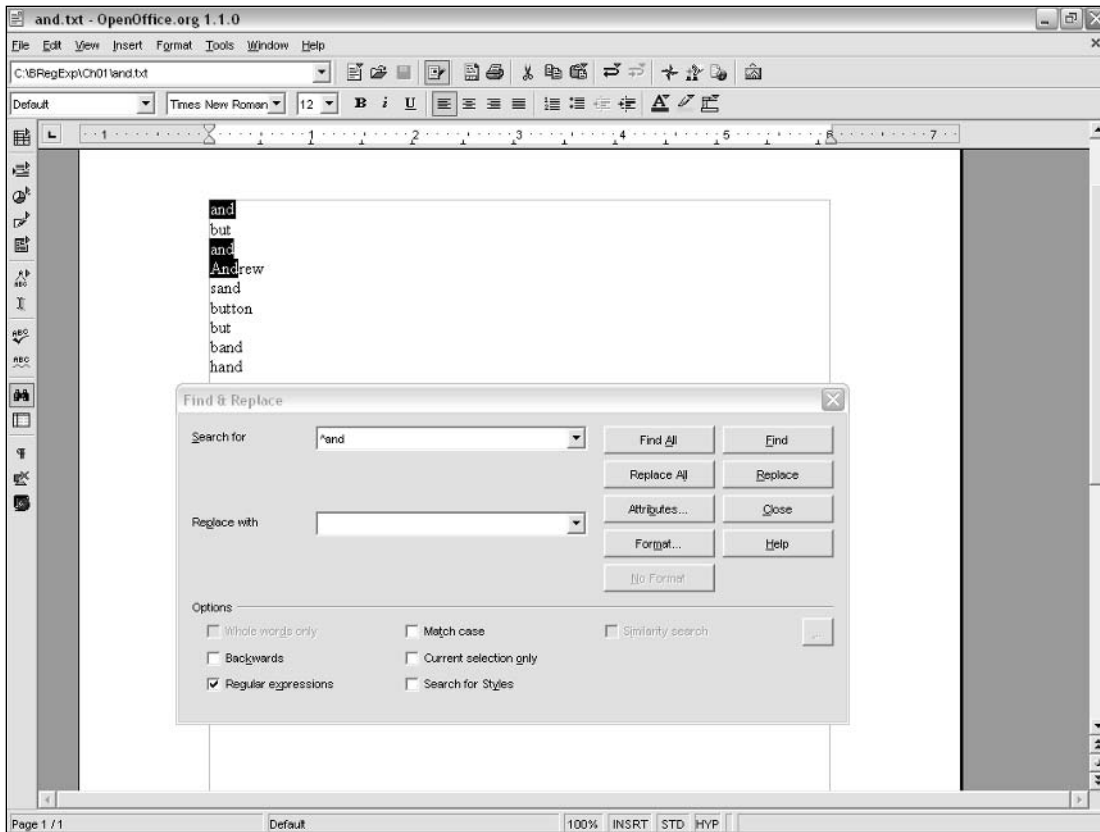 and.txt - OpenOffice.org 1.1.0
File Edit View Insert Format Tools Window Help
C:\BRegExp\Ch01\and.txt
Default Times New Roman 12 B i U A
1 1 2 3 4 5 6 7
and
but
and
Andrew
sand
button
but
band
hand
Find & Replace
Search for ^and Find All Find
Replace All Replace
Replace with Attributes... Close
Format... Help
No Format
Options
Whole words only Match case Similarity search ...
Backwards Current selection only
Regular expressions Search for Styles
Page 1 / 1 Default 100% INSRT STD HYP